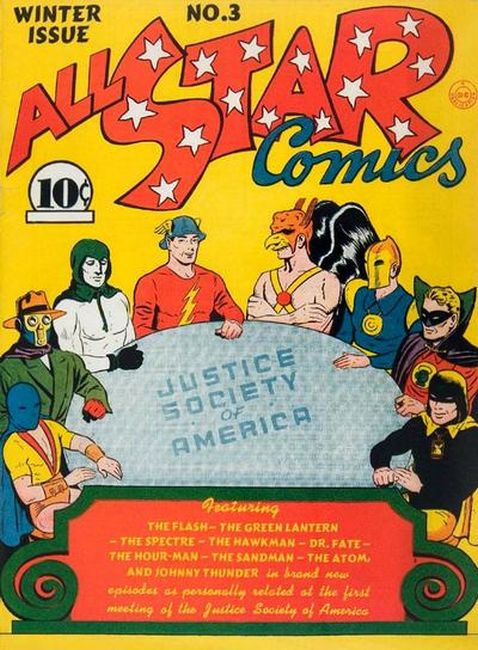 WINTER ISSUE
NO.3
ALL STAR
Comics
10¢
JUSTICE
SOCIETY
OF
AMERICA
Featuring
THE FLASH – THE GREEN LANTERN
– THE SPECTRE – THE HAWKMAN – DR. FATE –
THE HOUR-MAN – THE SANDMAN – THE ATOM,
AND JOHNNY THUNDER in brand new
episodes as personally related at the first
meeting of the Justice Society of America